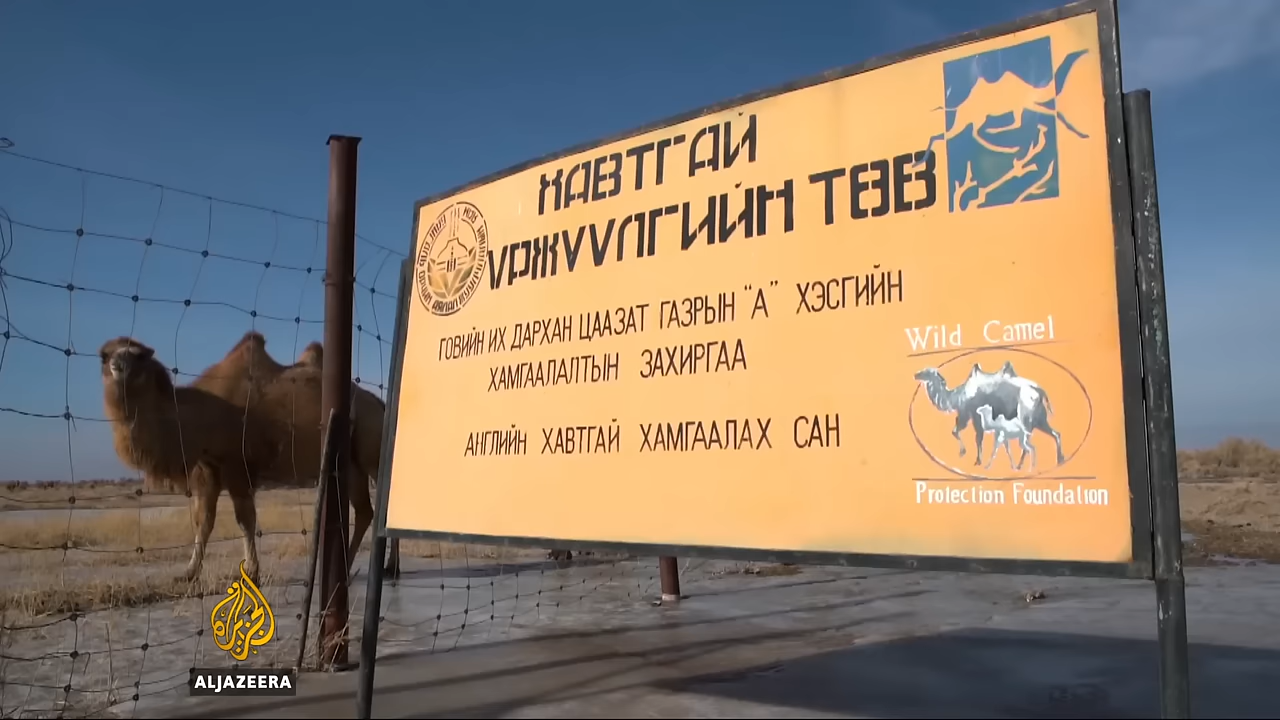 ХАВТГАЙ
ҮРЖҮҮЛГИЙН ТӨВ
ГОВИЙН ИХ ДАРХАН ЦААЗАТ ГАЗРЫН "А" ХЭСГИЙН
ХАМГААЛАЛТЫН ЗАХИРГАА
АНГЛИЙН ХАВТГАЙ ХАМГААЛАХ САН
Wild Camel
Protection Foundation
ALJAZEERA